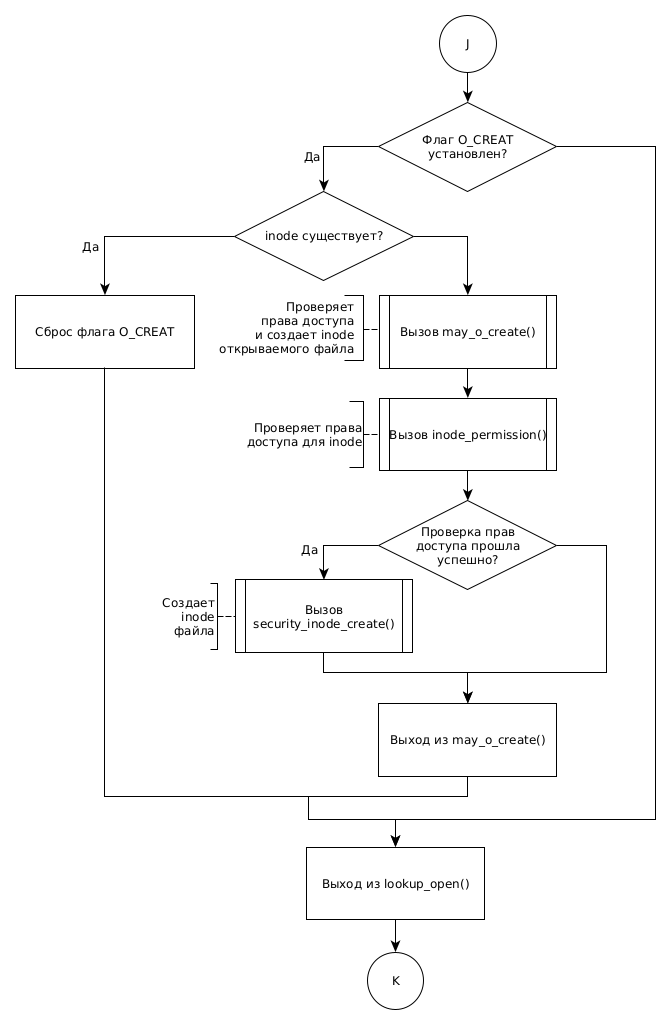 J
Флаг O_CREAT
установлен?
Да
inode существует?
Да
Сброс флага O_CREAT
Проверяет
права доступа
и создает inode
открываемого файла
Вызов may_o_create()
Проверяет права
доступа для inode
Вызов inode_permission()
Проверка прав
доступа прошла
успешно?
Да
Создает
inode
файла
Вызов
security_inode_create()
Выход из may_o_create()
Выход из lookup_open()
K